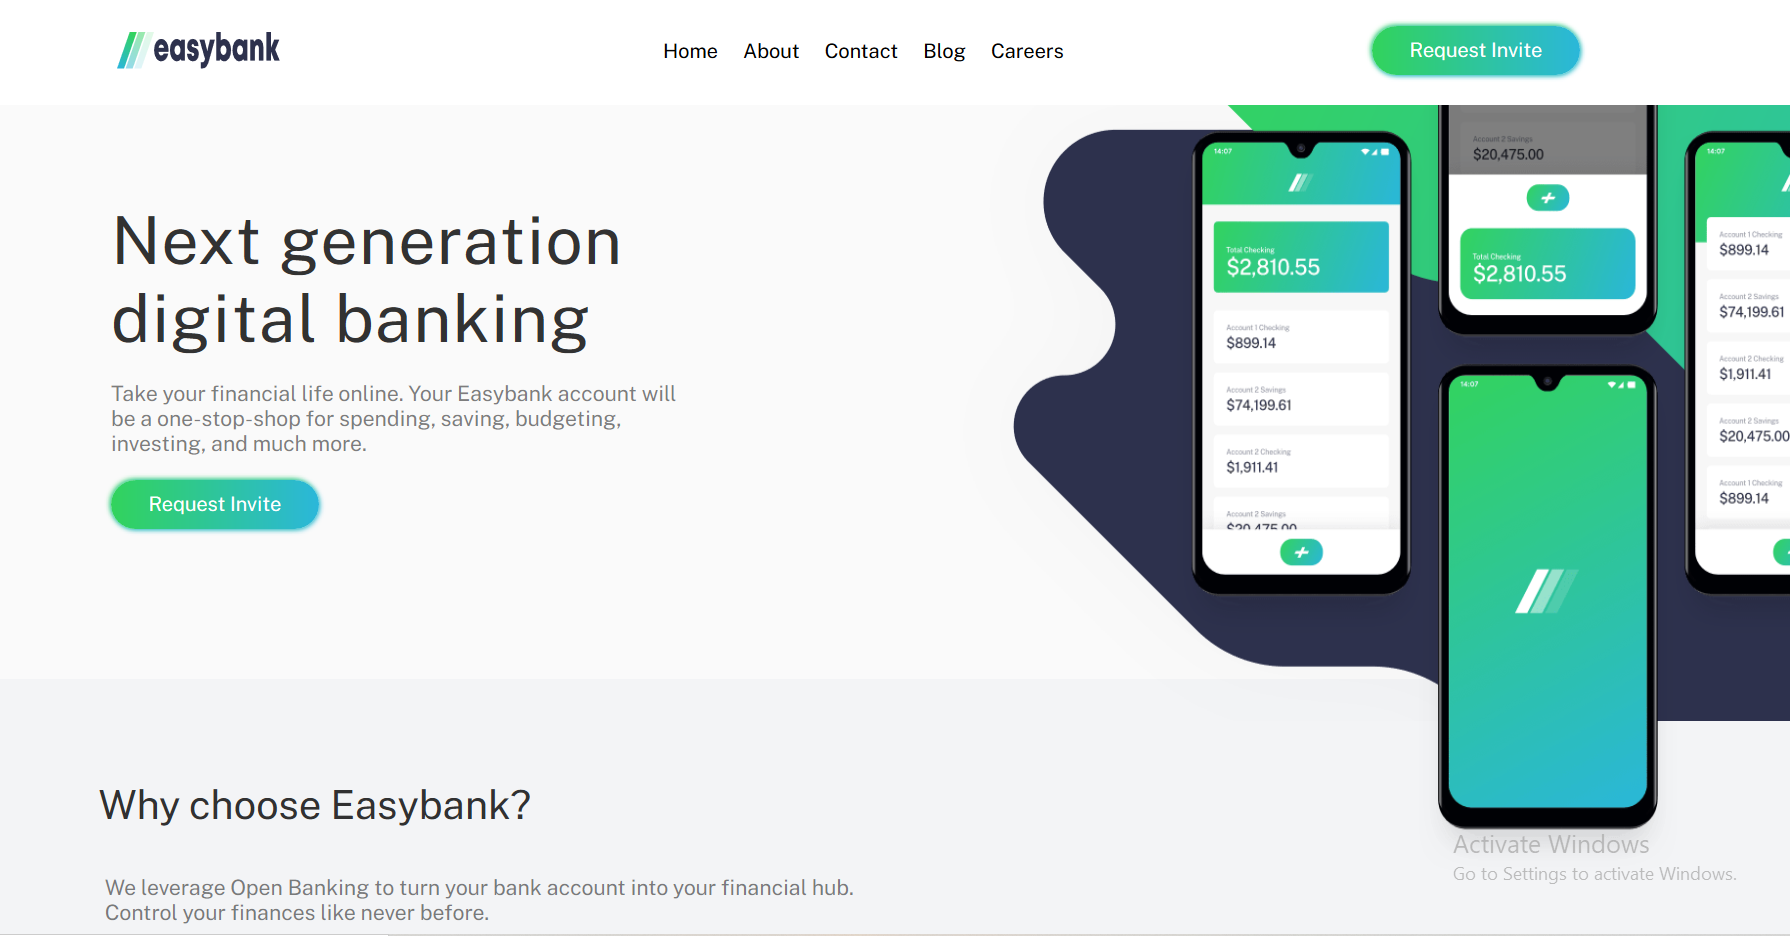 easybank
Home About Contact Blog Careers
Request Invite
Next generation
digital banking
Take your financial life online. Your Easybank account will
be a one-stop-shop for spending, saving, budgeting,
investing, and much more.
Request Invite
14:07
Total Checking
$2,810.55
Account 1 Checking
$899.14
Account 2 Savings
$74,199.61
Account 2 Checking
$1,911.41
Account 2 Savings
$20,475.00
Account 2 Savings
$20,475.00
Total Checking
$2,810.55
14:07
14:07
Account 1 Checking
$899.14
Account 2 Savings
$74,199.61
Account 2 Checking
$1,911.41
Account 2 Savings
$20,475.00
Account 1 Checking
$899.14
Why choose Easybank?
We leverage Open Banking to turn your bank account into your financial hub.
Control your finances like never before.
Activate Windows
Go to Settings to activate Windows.